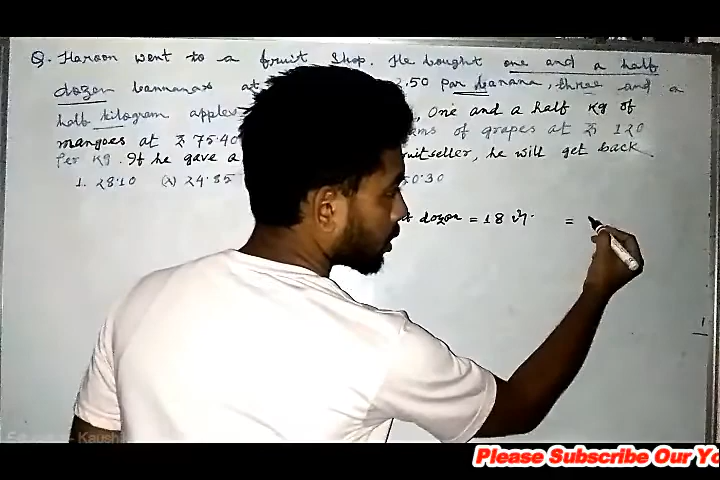 Q. Haroon went to a fruit Shop. He bought one and a half
dozen bannanas at 2.50 par banana, three and a
half kilogram apples , One and a half Kg of
mangoes at ₹ 75.40 ms of grapes at ₹ 120
Per Kg. If he gave a uitseller, he will get back
1. 28.10 (2) 24.85 50.30
dozen = 18 =
1
Please Subscribe Our Yo